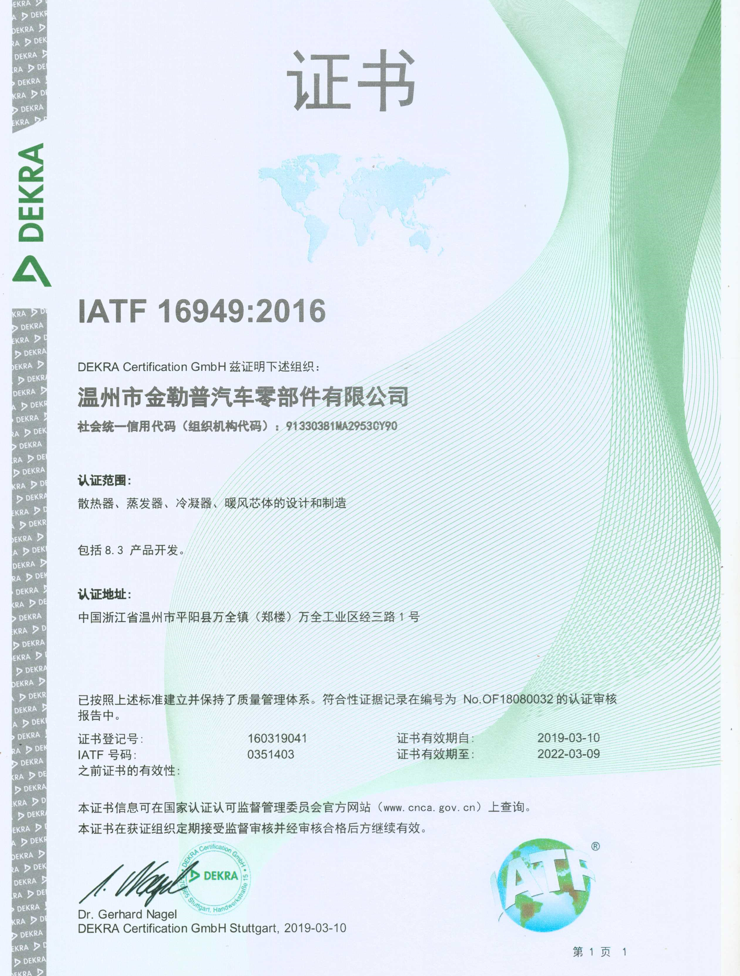 证书
DEKRA
IATF 16949:2016
DEKRA Certification GmbH 兹证明下述组织：
温州市金勒普汽车零部件有限公司
社会统一信用代码（组织机构代码）：91330381MA2953CY90
认证范围：
散热器、蒸发器、冷凝器、暖风芯体的设计和制造
包括8.3 产品开发。
认证地址：
中国浙江省温州市平阳县万全镇（郑楼）万全工业区经三路1号
已按照上述标准建立并保持了质量管理体系。符合性证据记录在编号为 No.OF18080032的认证审核
报告中。
证书登记号： 160319041 证书有效期自： 2019-03-10
IATF 号码： 0351403 证书有效期至： 2022-03-09
之前证书的有效性：
本证书信息可在国家认证认可监督管理委员会官方网站（www.cnca.gov.cn）上查询。
本证书在获证组织定期接受监督审核并经审核合格后方继续有效。
DEKRA
IATF ®
Dr. Gerhard Nagel
DEKRA Certification GmbH Stuttgart, 2019-03-10
第 1 页 1